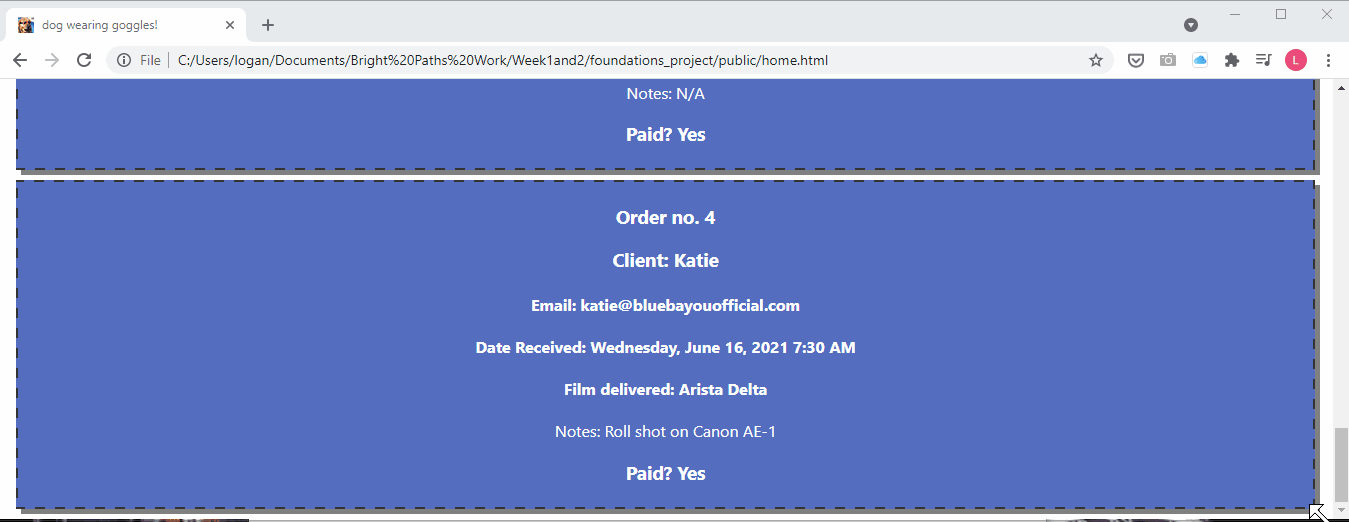 dog wearing goggles!
File
C:/Users/logan/Documents/Bright%20Paths%20Work/Week1and2/foundations_project/public/home.html
L
Notes: N/A
Paid? Yes
Order no. 4
Client: Katie
Email: katie@bluebayouofficial.com
Date Received: Wednesday, June 16, 2021 7:30 AM
Film delivered: Arista Delta
Notes: Roll shot on Canon AE-1
Paid? Yes